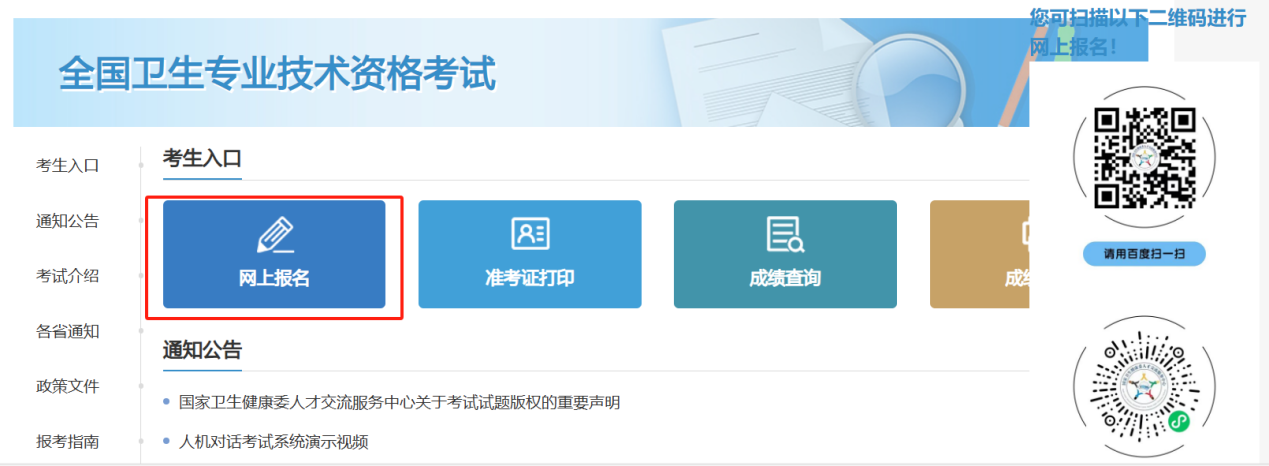 您可扫描以下二维码进行
网上报名！
全国卫生专业技术资格考试
考生入口
通知公告
考试介绍
各省通知
政策文件
报考指南
考生入口
网上报名
准考证打印
成绩查询
成
通知公告
国家卫生健康委人才交流服务中心关于考试试题版权的重要声明
人机对话考试系统演示视频
请用百度扫一扫